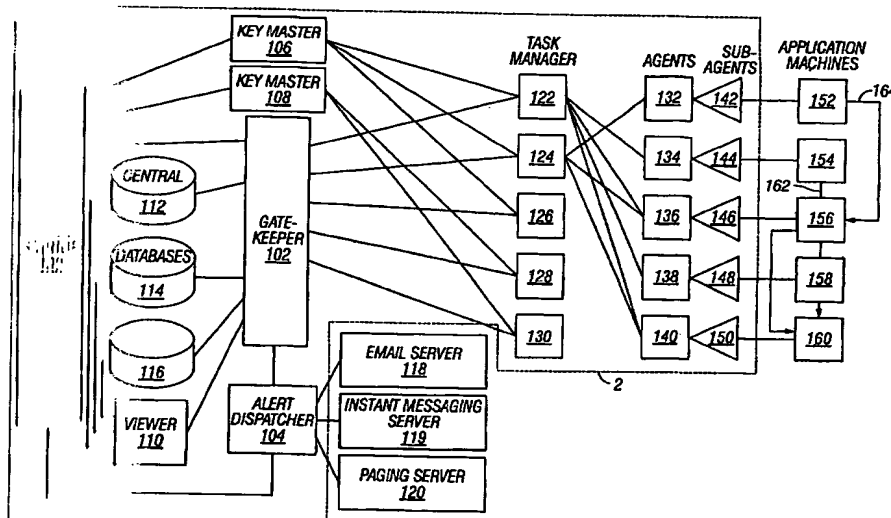 KEY MASTER
106
KEY MASTER
108
TASK
MANAGER
AGENTS
SUB-
AGENTS
APPLICATION
MACHINES
164
122
132
142
152
124
134
144
154
162
CENTRAL
112
GATE-
KEEPER
102
126
136
146
156
DATABASES
114
128
138
148
158
116
130
140
150
160
2
EMAIL SERVER
118
VIEWER
110
ALERT
DISPATCHER
104
INSTANT MESSAGING
SERVER
119
PAGING SERVER
120